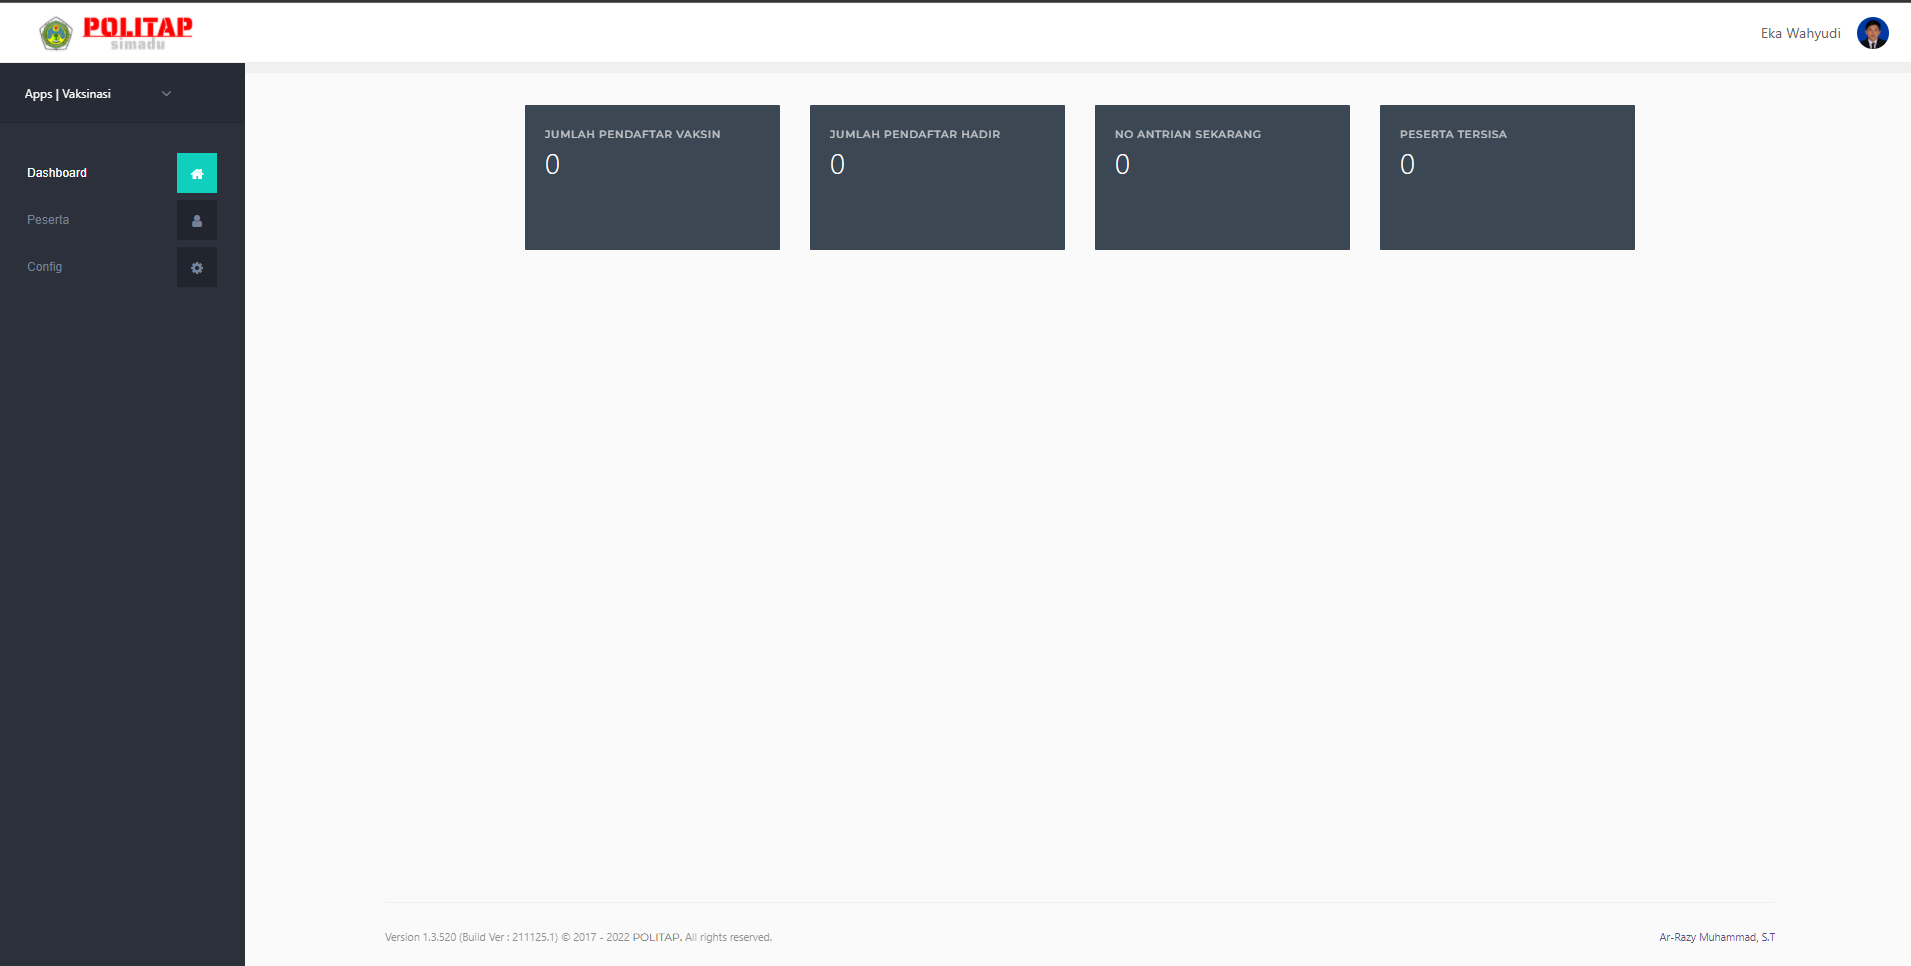 POLITAP
simadu
Eka Wahyudi
Apps | Vaksinasi
Dashboard
Peserta
Config
JUMLAH PENDAFTAR VAKSIN
0
JUMLAH PENDAFTAR HADIR
0
NO ANTRIAN SEKARANG
0
PESERTA TERSISA
0
Version 1.3.520 (Build Ver : 211125.1) © 2017 - 2022 POLITAP. All rights reserved.
Ar-Razy Muhammad, S.T